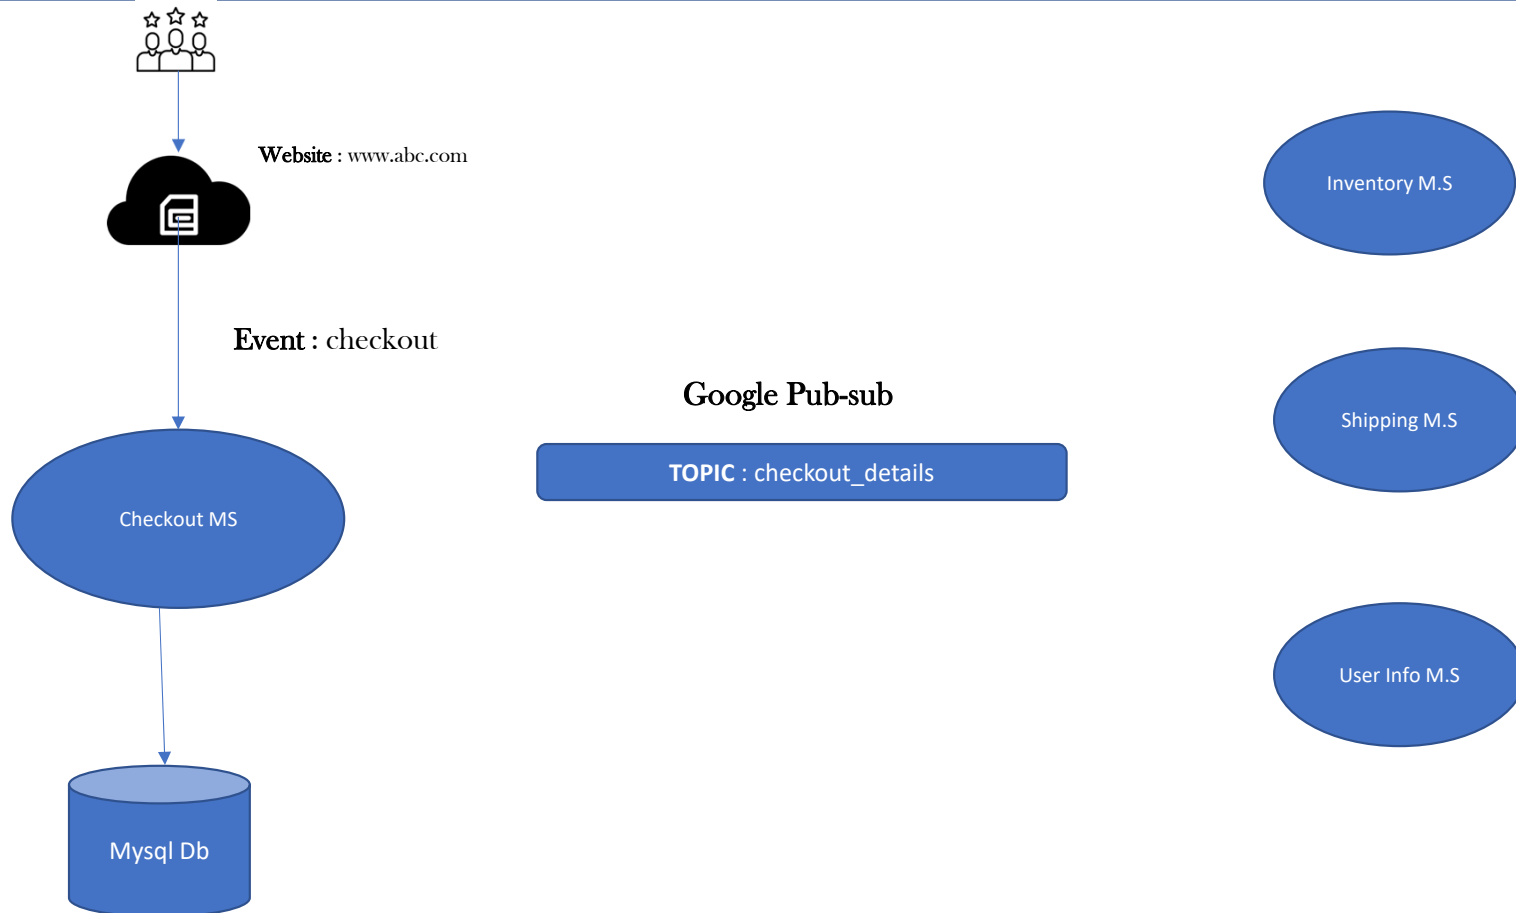 Website : www.abc.com
Inventory M.S
Event : checkout
Google Pub-sub
Shipping M.S
TOPIC : checkout_details
Checkout MS
User Info M.S
Mysql Db